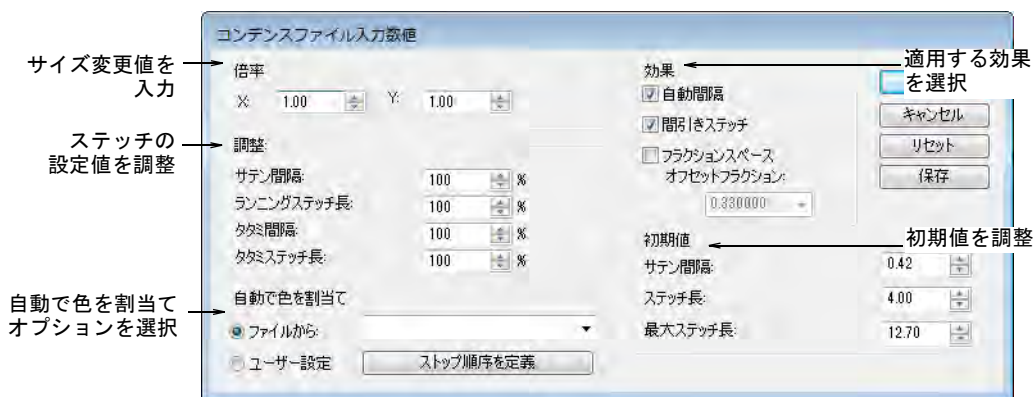 コンデンスファイル入力数値
サイズ変更値を
入力
倍率
X: 1.00 Y: 1.00
ステッチの
設定値を調整
調整:
サテン間隔: 100 %
ランニングステッチ長: 100 %
タタミ間隔: 100 %
タタミステッチ長: 100 %
自動で色を割当て
オプションを選択
自動で色を割当て
ファイルから:
ユーザー設定 ストップ順序を定義
適用する効果
を選択
効果
自動間隔
間引きステッチ
フラクションスペース
オフセットフラクション:
0.330000
キャンセル
リセット
保存
初期値を調整
初期値
サテン間隔: 0.42
ステッチ長: 4.00
最大ステッチ長: 12.70